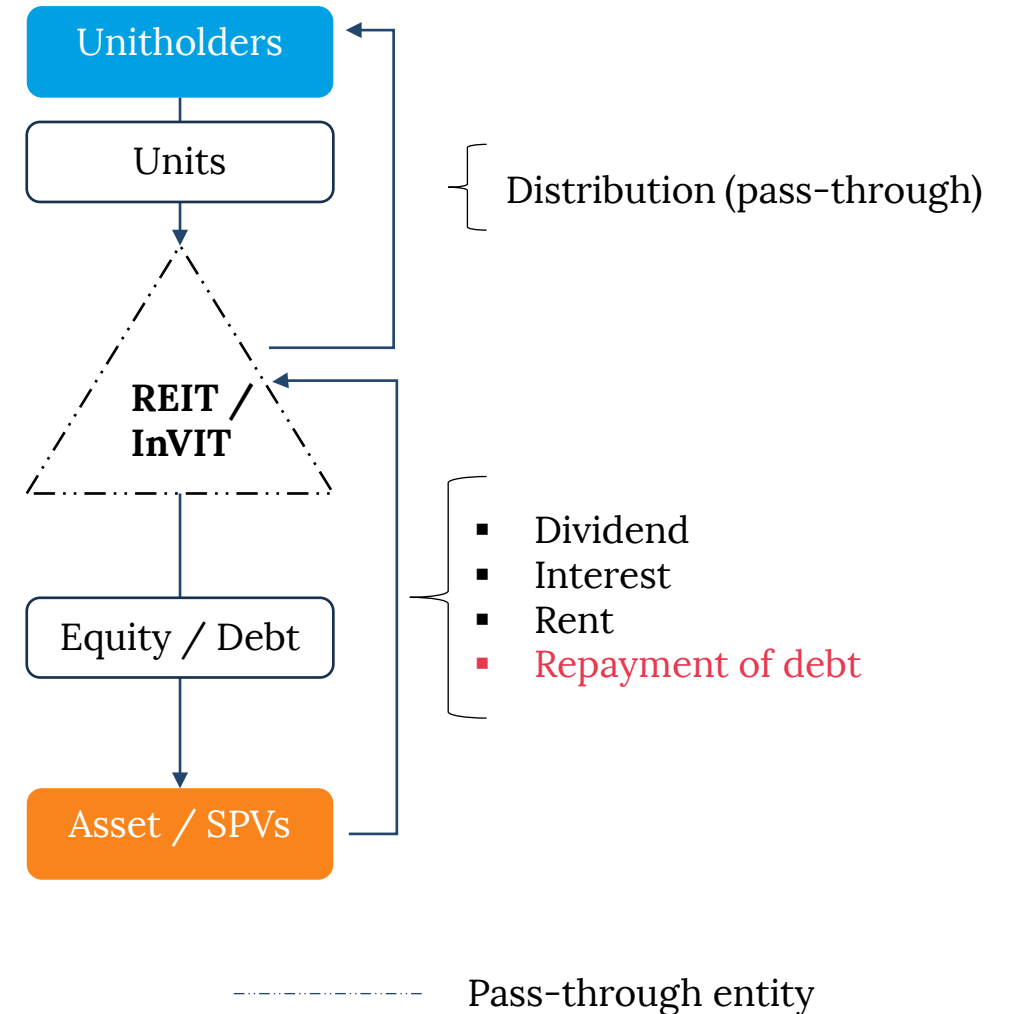 Unitholders
Units
Distribution (pass-through)
REIT /
InVIT
▪ Dividend
▪ Interest
▪ Rent
▪ Repayment of debt
Equity / Debt
Asset / SPVs
Pass-through entity